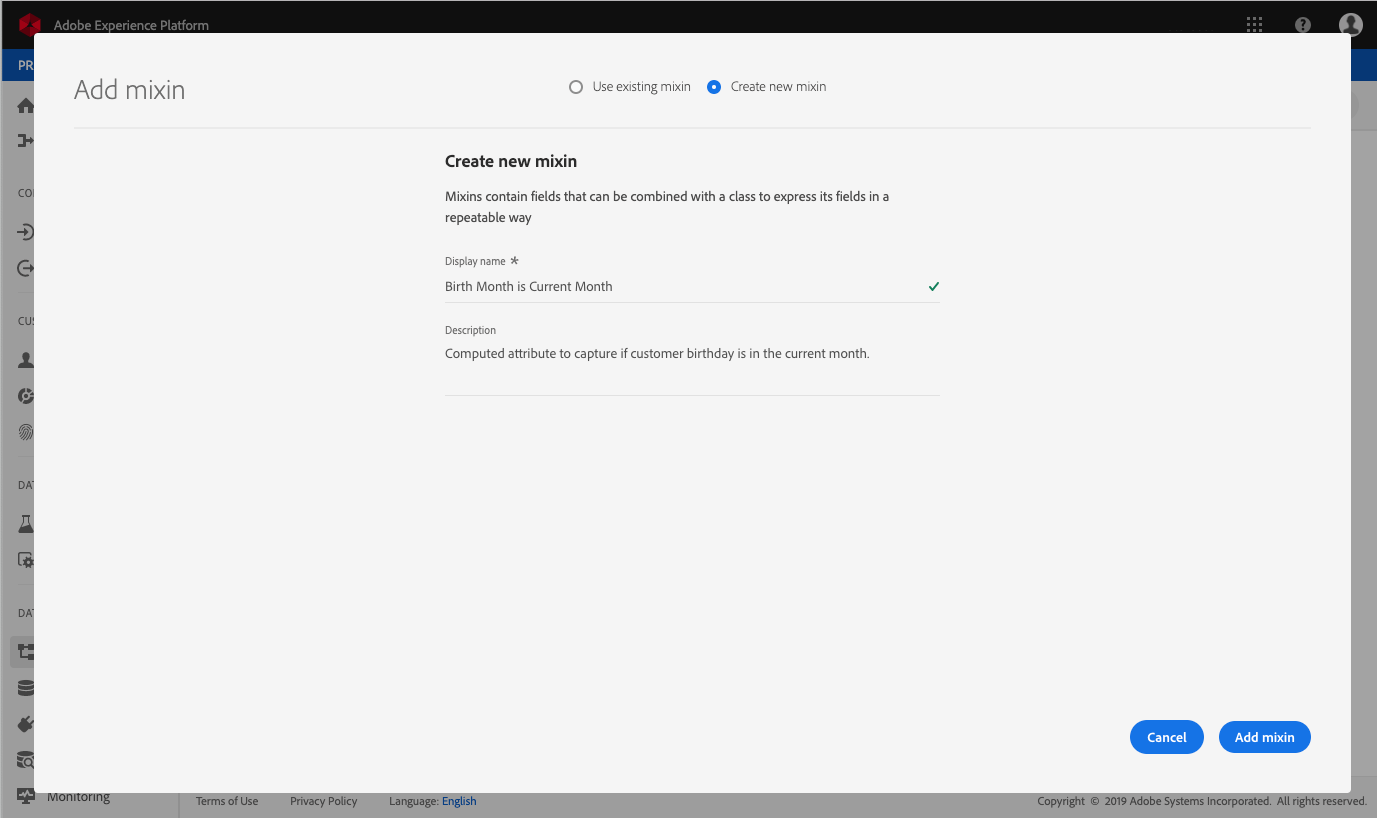 Adobe Experience Platform
PR
Add mixin
Use existing mixin
Create new mixin
Create new mixin
Mixins contain fields that can be combined with a class to express its fields in a
repeatable way
Display name *
Birth Month is Current Month
Description
Computed attribute to capture if customer birthday is in the current month.
CO
CUS
DAT
DAT
Cancel
Add mixin
Monitoring
Terms of Use
Privacy Policy
Language: English
Copyright © 2019 Adobe Systems Incorporated. All rights reserved.